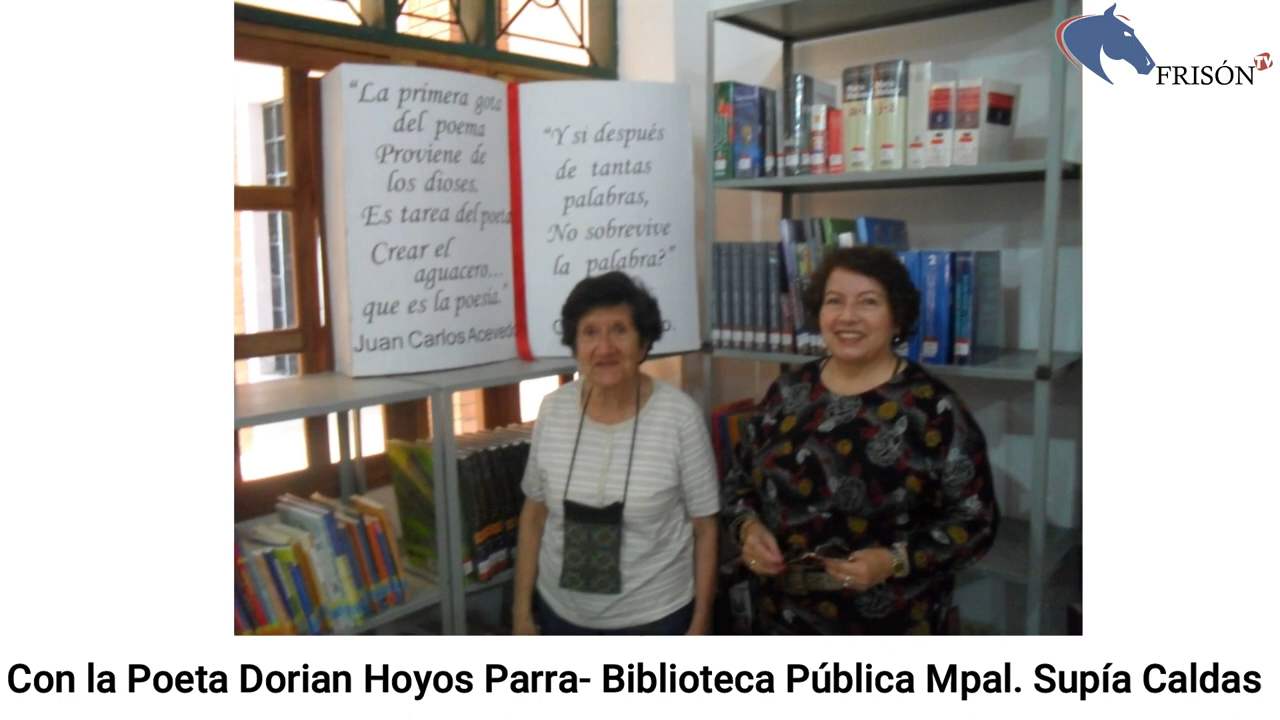 FRISÓN TV
“La primera gota
del poema
Proviene de
los dioses,
Es tarea del poeta
Crear el
aguacero...
que es la poesía.”
Juan Carlos Acevedo
“Y si después
de tantas
palabras,
No sobrevive
la palabra?”
Con la Poeta Dorian Hoyos Parra- Biblioteca Pública Mpal. Supía Caldas